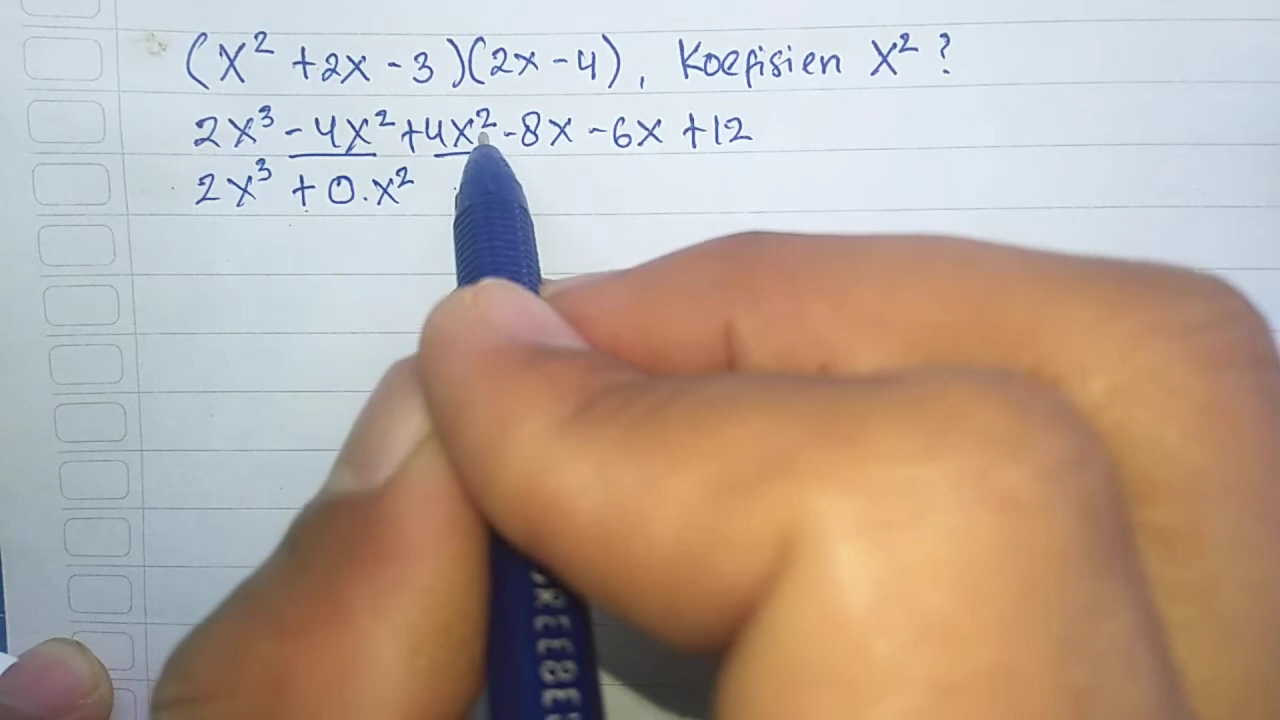 (x² + 2x - 3)(2x - 4), Koefisien x² ?
2x³ - 4x² + 4x² - 8x - 6x + 12
2x³ + 0.x²